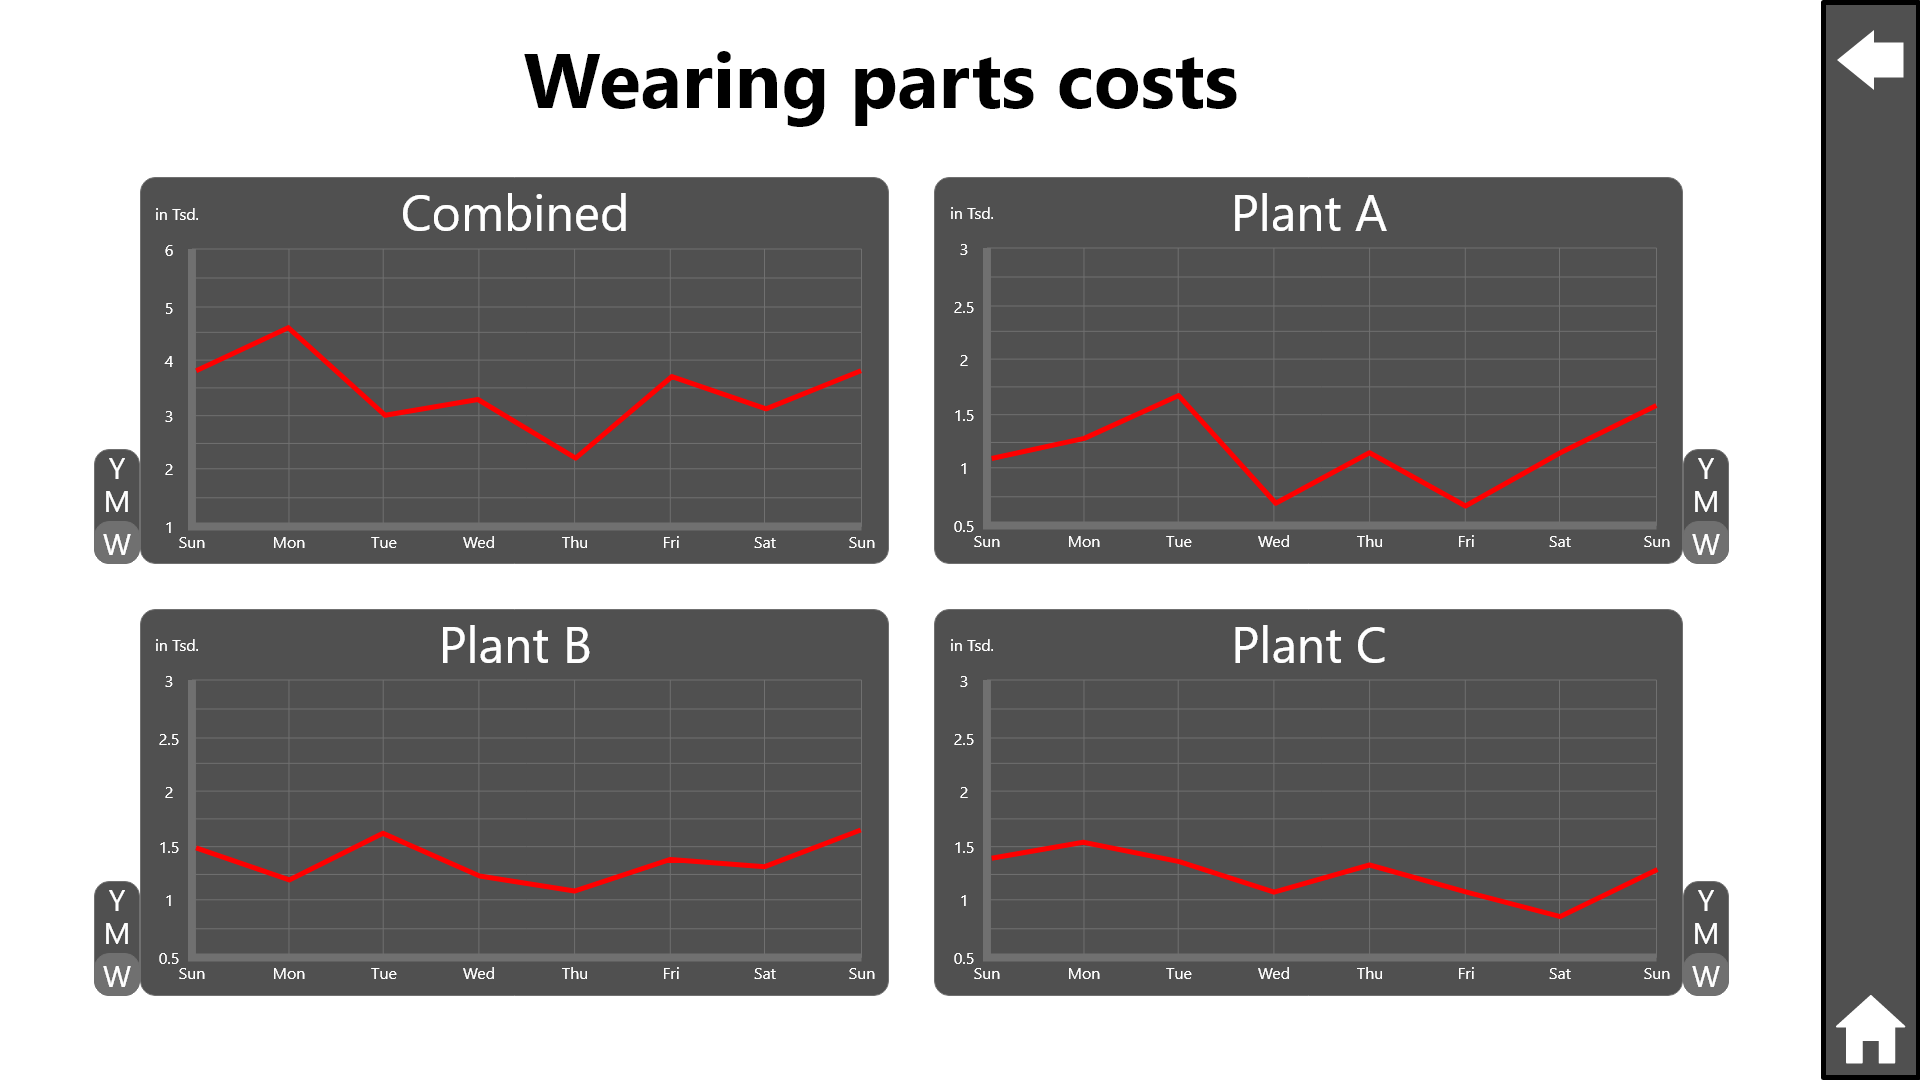 Wearing parts costs
Combined
in Tsd.
6
5
4
3
2
1
Sun Mon Tue Wed Thu Fri Sat Sun
Y
M
W
Plant A
in Tsd.
3
2.5
2
1.5
1
0.5
Sun Mon Tue Wed Thu Fri Sat Sun
Y
M
W
Plant B
in Tsd.
3
2.5
2
1.5
1
0.5
Sun Mon Tue Wed Thu Fri Sat Sun
Y
M
W
Plant C
in Tsd.
3
2.5
2
1.5
1
0.5
Sun Mon Tue Wed Thu Fri Sat Sun
Y
M
W